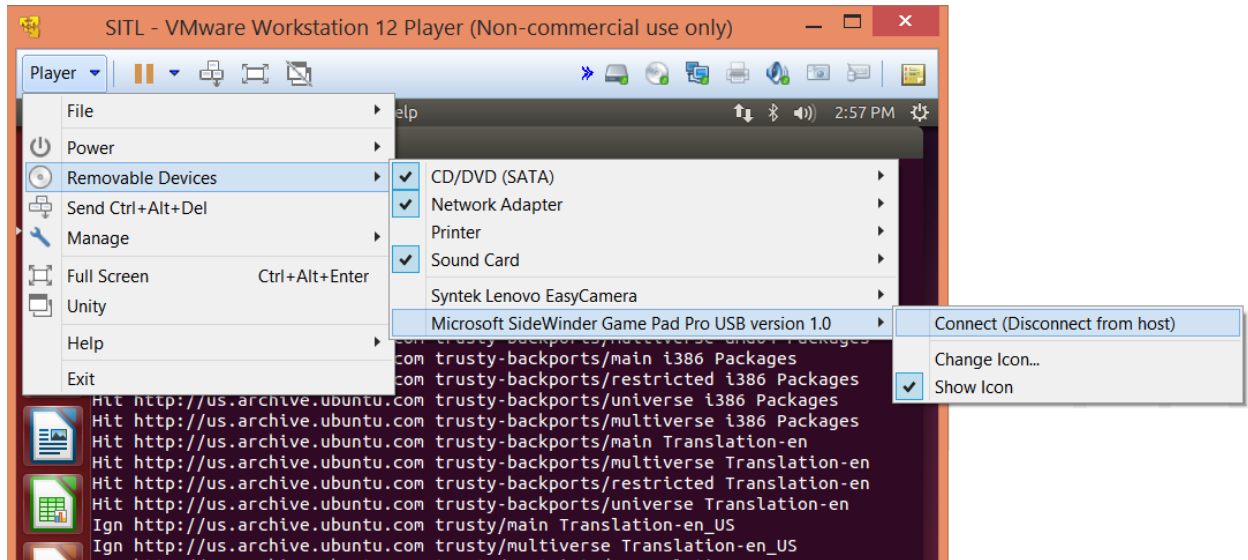 SITL - VMware Workstation 12 Player (Non-commercial use only)
Player
elp
2:57 PM
File
Power
Removable Devices
Send Ctrl+Alt+Del
Manage
Full Screen Ctrl+Alt+Enter
Unity
Help
Exit
CD/DVD (SATA)
Network Adapter
Printer
Sound Card
Syntek Lenovo EasyCamera
Microsoft SideWinder Game Pad Pro USB version 1.0
Connect (Disconnect from host)
Change Icon...
Show Icon
com trusty-backports/main i386 Packages
com trusty-backports/restricted i386 Packages
Hit http://us.archive.ubuntu.com trusty-backports/universe i386 Packages
Hit http://us.archive.ubuntu.com trusty-backports/multiverse i386 Packages
Hit http://us.archive.ubuntu.com trusty-backports/main Translation-en
Hit http://us.archive.ubuntu.com trusty-backports/multiverse Translation-en
Hit http://us.archive.ubuntu.com trusty-backports/restricted Translation-en
Hit http://us.archive.ubuntu.com trusty-backports/universe Translation-en
Ign http://us.archive.ubuntu.com trusty/main Translation-en_US
Ign http://us.archive.ubuntu.com trusty/multiverse Translation-en_US